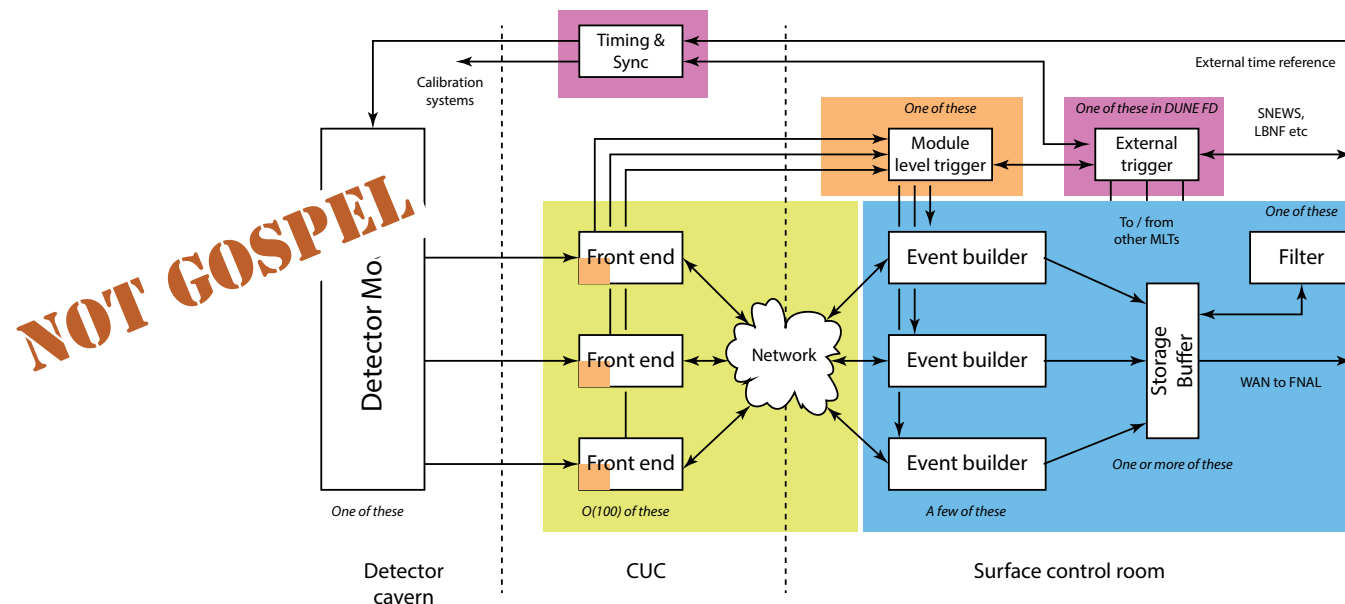 Timing &
Sync
External time reference
Calibration
systems
One of these
One of these in DUNE FD
SNEWS,
LBNF etc
Module
level trigger
External
trigger
NOT GOSPEL
Detector Mo
To / from
other MLTs
One of these
Front end
Event builder
Filter
Front end
Network
Event builder
Storage
Buffer
WAN to FNAL
Front end
Event builder
One or more of these
One of these
O(100) of these
A few of these
Detector
cavern
CUC
Surface control room